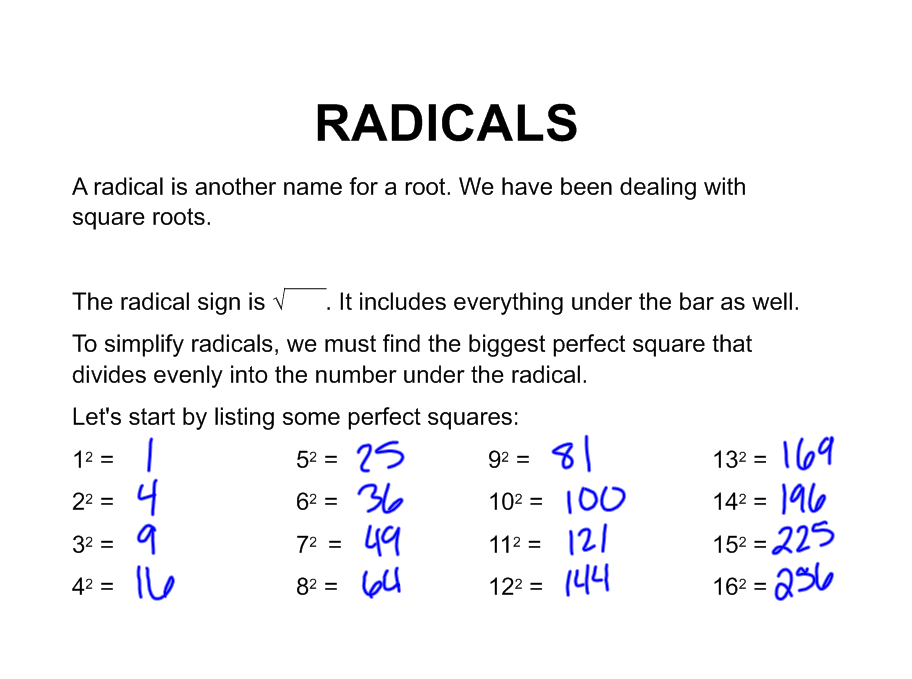 RADICALS
A radical is another name for a root. We have been dealing with
square roots.
The radical sign is √ . It includes everything under the bar as well.
To simplify radicals, we must find the biggest perfect square that
divides evenly into the number under the radical.
Let's start by listing some perfect squares:
1² = 1 5² = 25 9² = 81 13² = 169
2² = 4 6² = 36 10² = 100 14² = 196
3² = 9 7² = 49 11² = 121 15² = 225
4² = 16 8² = 64 12² = 144 16² = 256